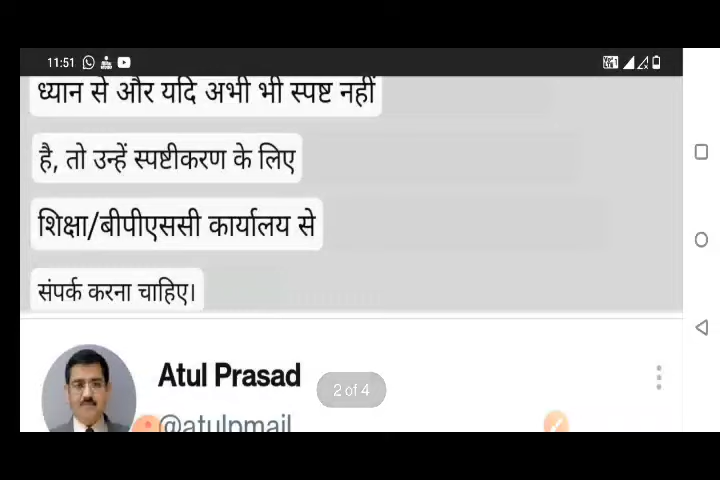 11:51
ध्यान से और यदि अभी भी स्पष्ट नहीं
है, तो उन्हें स्पष्टीकरण के लिए
शिक्षा/बीपीएससी कार्यालय से
संपर्क करना चाहिए।
Atul Prasad
2 of 4
@atulpmail